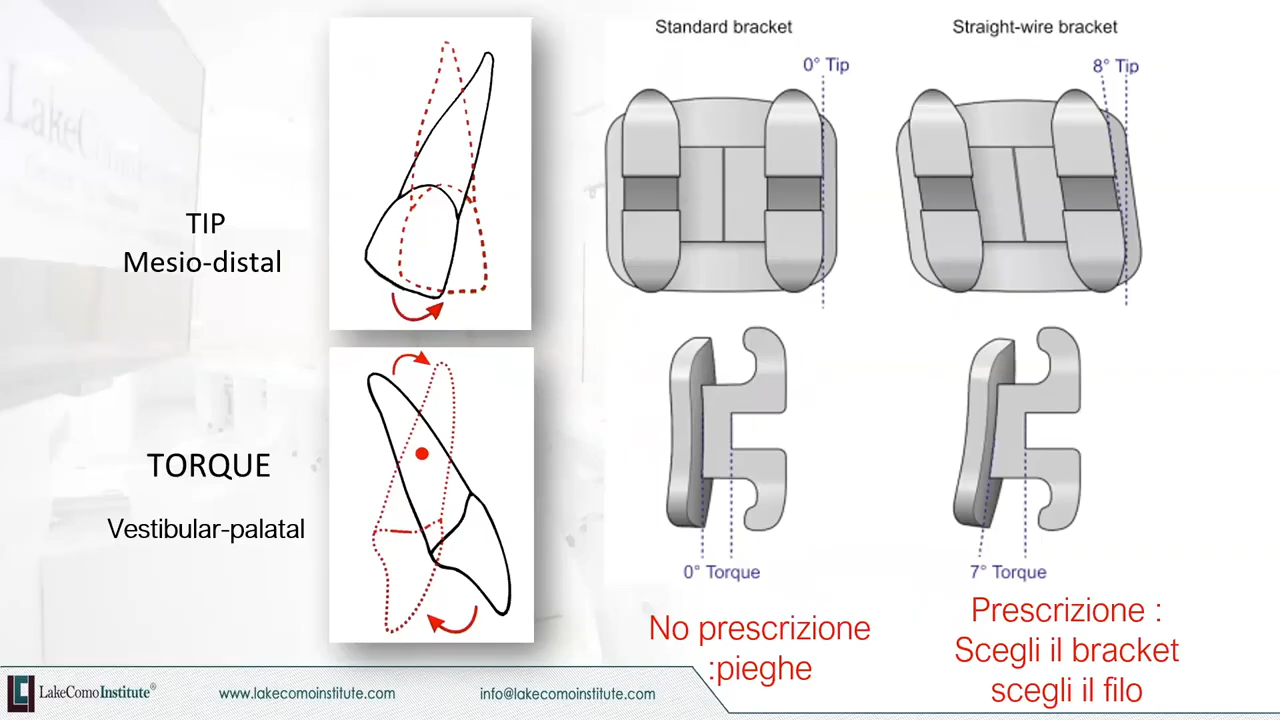 Standard bracket
Straight-wire bracket
0° Tip
8° Tip
TIP
Mesio-distal
TORQUE
Vestibular-palatal
0° Torque
7° Torque
No prescrizione
:pieghe
Prescrizione :
Scegli il bracket
scegli il filo
LakeComoInstitute®
www.lakecomoinstitute.com
info@lakecomoinstitute.com